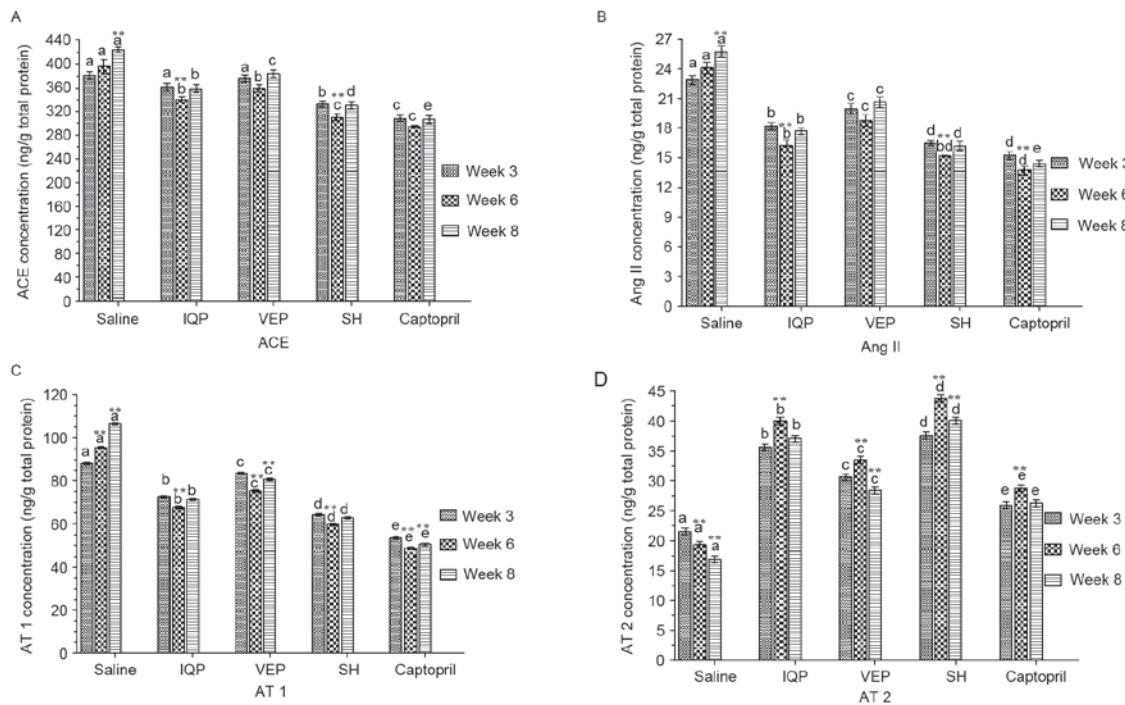 A
ACE concentration (ng/g total protein)
440
400
360
320
280
240
200
160
120
80
40
0
a a a **
a ** b b
a b c
b ** c d
c c e
Week 3
Week 6
Week 8
Saline IQP VEP SH Captopril
ACE
B
Ang II concentration (ng/g total protein)
27
24
21
18
15
12
9
6
3
0
a a a **
b ** b b
c c c
d ** bd d
d ** d e
Week 3
Week 6
Week 8
Saline IQP VEP SH Captopril
Ang II
C
AT 1 concentration (ng/g total protein)
120
100
80
60
40
20
0
a ** a ** a
b ** b b
c ** c ** c
d ** d d
e ** e ** e
Week 3
Week 6
Week 8
Saline IQP VEP SH Captopril
AT 1
D
AT 2 concentration (ng/g total protein)
45
40
35
30
25
20
15
10
5
0
a ** a ** a
b ** b b
c ** c ** c
d ** d ** d
e ** e e
Week 3
Week 6
Week 8
Saline IQP VEP SH Captopril
AT 2